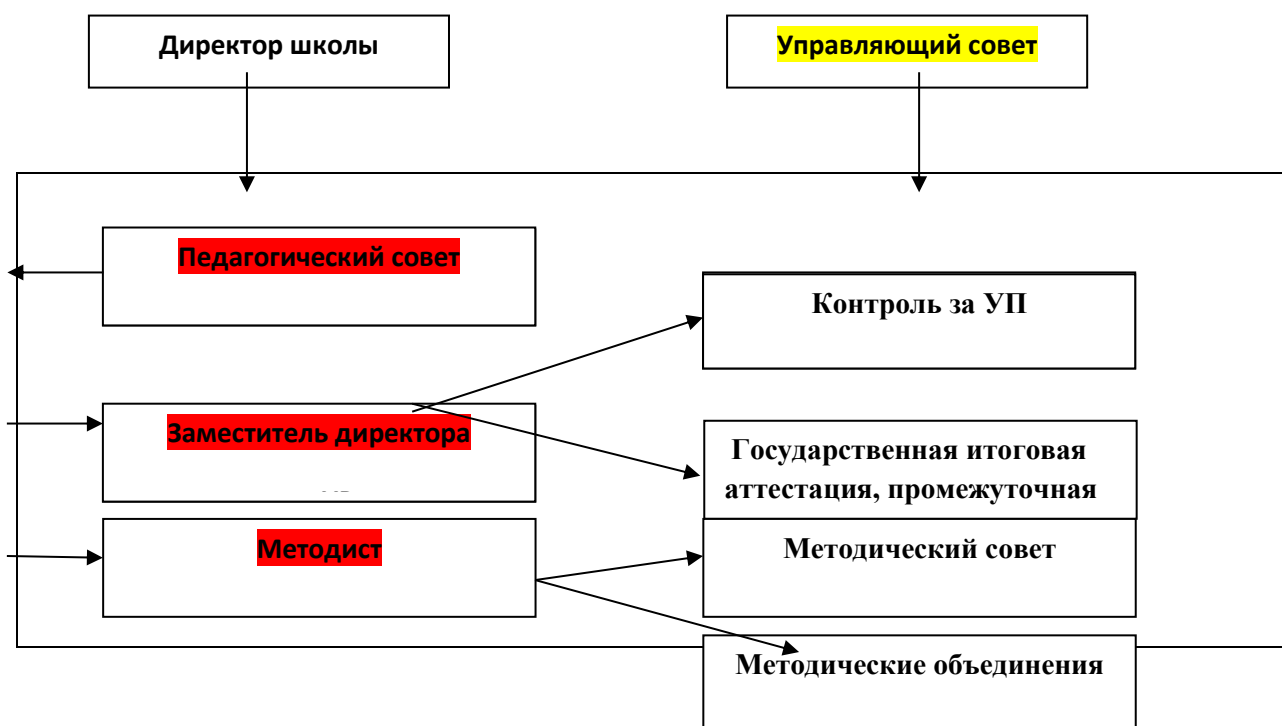 Директор школы
Управляющий совет
Педагогический совет
Контроль за УП
Заместитель директора
Государственная итоговая
аттестация, промежуточная
Методист
Методический совет
Методические объединения